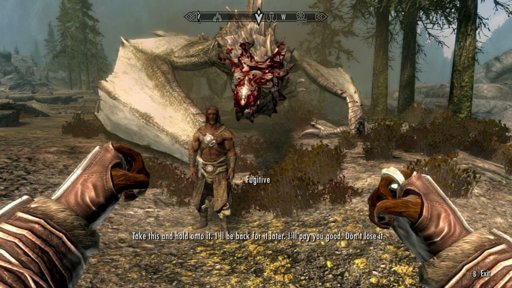 W
Fugitive
Take this and hold onto it. I'll be back for it later. I'll pay you good. Don't lose it.
Exit